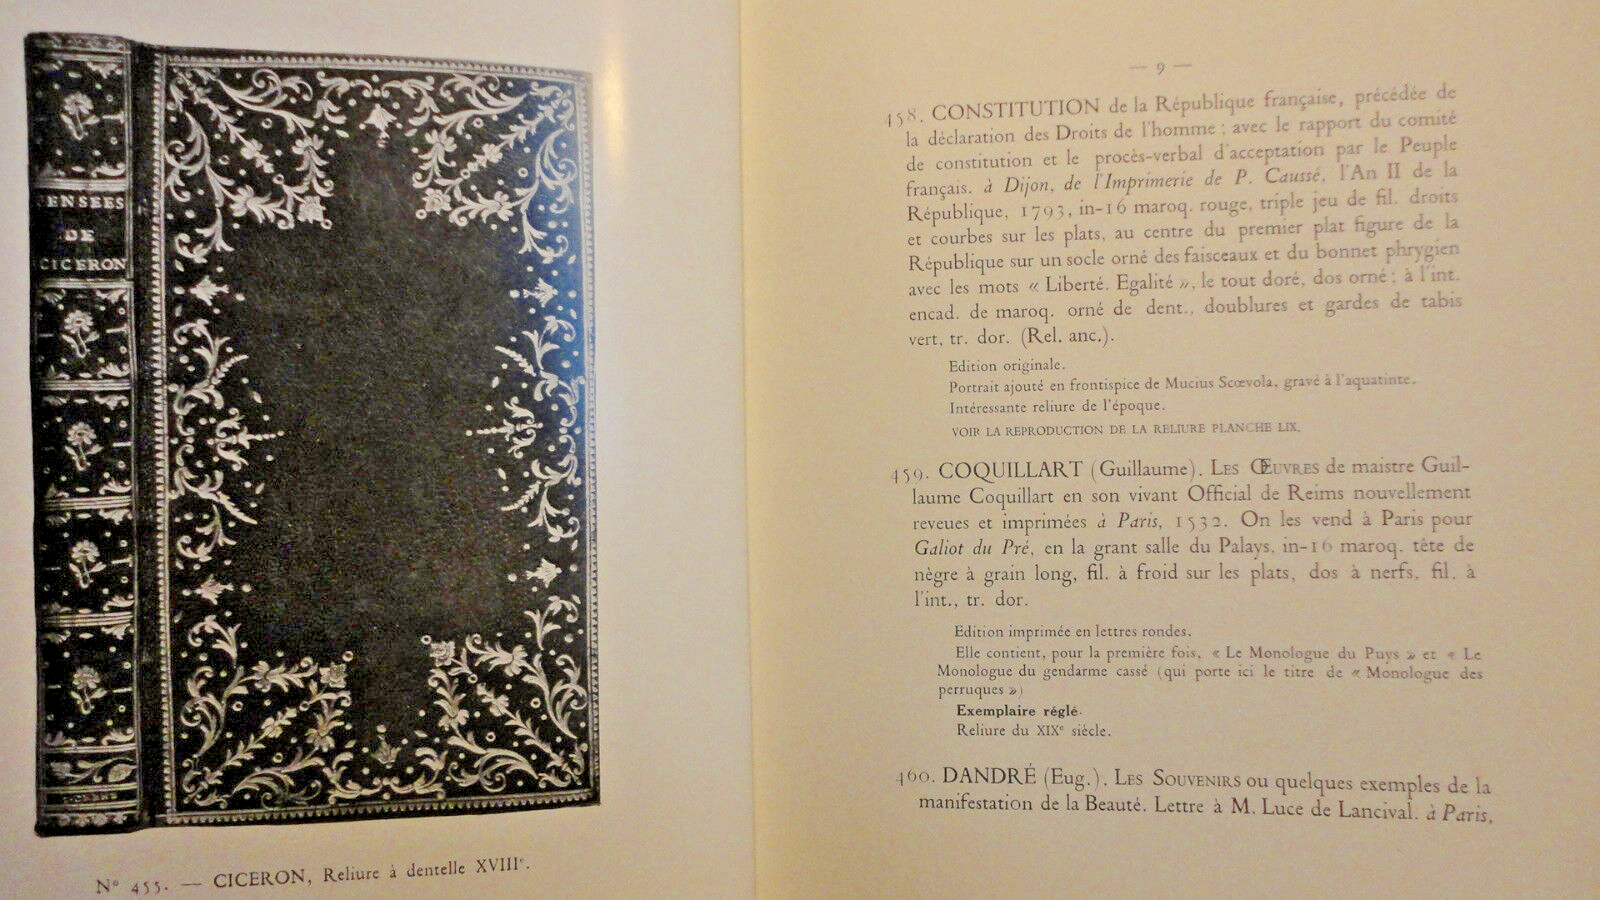 PENSEES
DE
CICERON
N° 455. — CICERON, Reliure à dentelle XVIIIe.
— 9 —
458. CONSTITUTION de la République française, précédée de
la déclaration des Droits de l'homme ; avec le rapport du comité
de constitution et le procès-verbal d'acceptation par le Peuple
français. à Dijon, de l'Imprimerie de P. Caussé, l'An II de la
République, 1793, in-16 maroq. rouge, triple jeu de fil. droits
et courbes sur les plats, au centre du premier plat figure de la
République sur un socle orné des faisceaux et du bonnet phrygien
avec les mots « Liberté. Egalité », le tout doré, dos orné ; à l'int.
encad. de maroq. orné de dent., doublures et gardes de tabis
vert, tr. dor. (Rel. anc.).
Edition originale.
Portrait ajouté en frontispice de Mucius Scœvola, gravé à l'aquatinte.
Intéressante reliure de l'époque.
VOIR LA REPRODUCTION DE LA RELIURE PLANCHE LIX.
459. COQUILLART (Guillaume). LES ŒUVRES de maistre Guil-
laume Coquillart en son vivant Official de Reims nouvellement
reveues et imprimées à Paris, 1532. On les vend à Paris pour
Galiot du Pré, en la grant salle du Palays, in-16 maroq. tête de
nègre à grain long, fil. à froid sur les plats, dos à nerfs, fil. à
l'int., tr. dor.
Edition imprimée en lettres rondes.
Elle contient, pour la première fois, « Le Monologue du Puys » et « Le
Monologue du gendarme cassé (qui porte ici le titre de « Monologue des
perruques »)
Exemplaire réglé.
Reliure du XIXe siècle.
460. DANDRÉ (Eug.). LES SOUVENIRS ou quelques exemples de la
manifestation de la Beauté. Lettre à M. Luce de Lancival. à Paris,